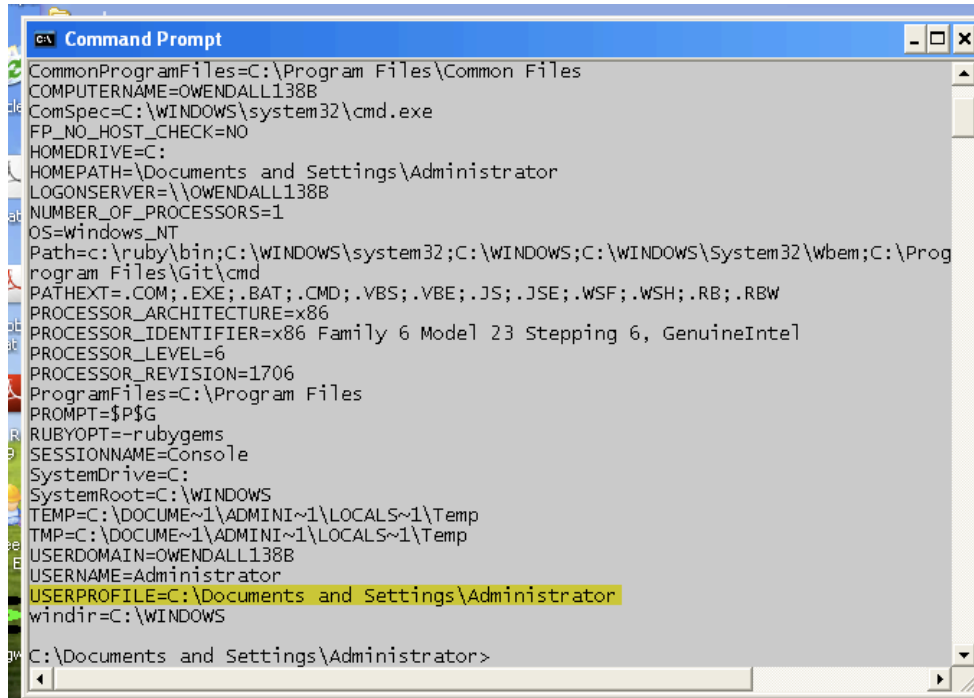 Command Prompt
CommonProgramFiles=C:\Program Files\Common Files
COMPUTERNAME=OWENDALL138B
ComSpec=C:\WINDOWS\system32\cmd.exe
FP_NO_HOST_CHECK=NO
HOMEDRIVE=C:
HOMEPATH=\Documents and Settings\Administrator
LOGONSERVER=\\OWENDALL138B
NUMBER_OF_PROCESSORS=1
OS=Windows_NT
Path=c:\ruby\bin;C:\WINDOWS\system32;C:\WINDOWS;C:\WINDOWS\System32\Wbem;C:\Prog
rogram Files\Git\cmd
PATHEXT=.COM;.EXE;.BAT;.CMD;.VBS;.VBE;.JS;.JSE;.WSF;.WSH;.RB;.RBW
PROCESSOR_ARCHITECTURE=x86
PROCESSOR_IDENTIFIER=x86 Family 6 Model 23 Stepping 6, GenuineIntel
PROCESSOR_LEVEL=6
PROCESSOR_REVISION=1706
ProgramFiles=C:\Program Files
PROMPT=$P$G
RUBYOPT=-rubygems
SESSIONNAME=Console
SystemDrive=C:
SystemRoot=C:\WINDOWS
TEMP=C:\DOCUME~1\ADMINI~1\LOCALS~1\Temp
TMP=C:\DOCUME~1\ADMINI~1\LOCALS~1\Temp
USERDOMAIN=OWENDALL138B
USERNAME=Administrator
USERPROFILE=C:\Documents and Settings\Administrator
windir=C:\WINDOWS
C:\Documents and Settings\Administrator>